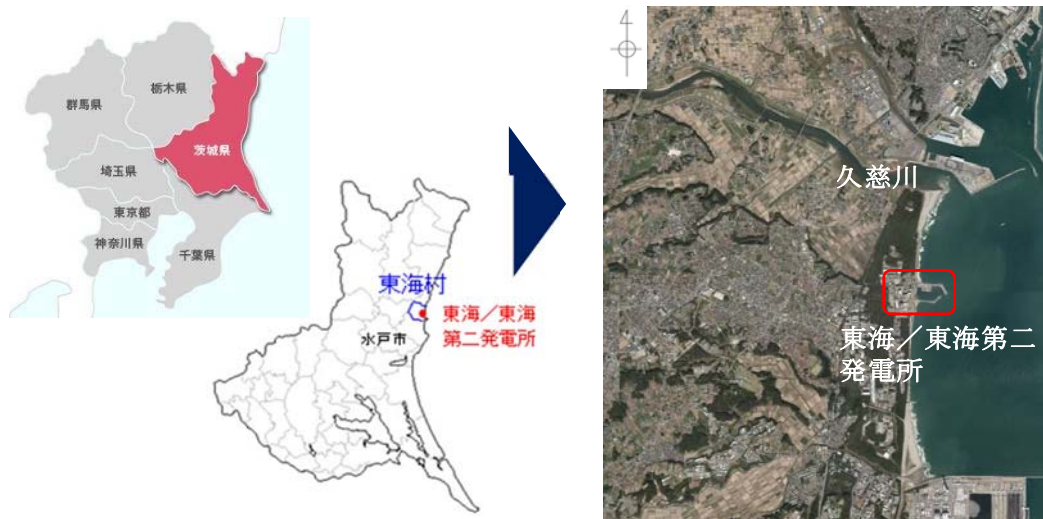 群馬県
栃木県
茨城県
埼玉県
東京都
神奈川県
千葉県
東海村
東海／東海
第二発電所
水戸市
4
久慈川
東海／東海第二
発電所